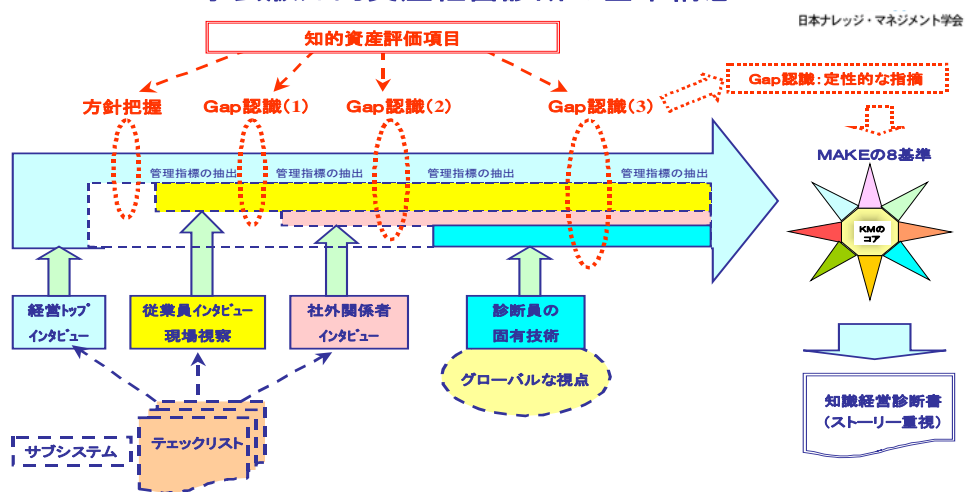 日本ナレッジ・マネジメント学会
知的資産評価項目
Gap認識：定性的な指摘
方針把握
Gap認識（1）
Gap認識（2）
Gap認識（3）
MAKEの8基準
管理指標の抽出
管理指標の抽出
管理指標の抽出
管理指標の抽出
KMの
コア
経営トップ
インタビュー
従業員インタビュー
現場視察
社外関係者
インタビュー
診断員の
固有技術
グローバルな視点
知識経営診断書
（ストーリー重視）
テェックリスト
サブシステム